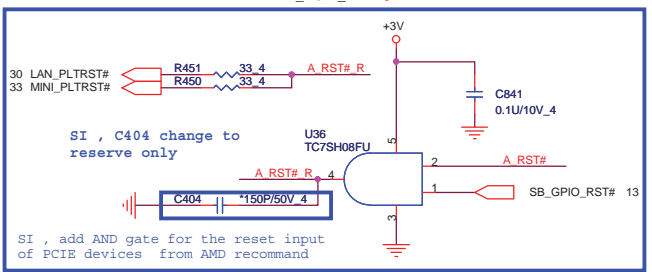 +3V
R451 33_4 A_RST#_R
30 LAN_PLTRST#
R450 33_4
33 MINI_PLTRST#
C841
0.1U/10V_4
SI , C404 change to
reserve only
U36
TC7SH08FU
5
A_RST#_R 4
2 A_RST#
1 SB_GPIO_RST# 13
C404 *150P/50V_4
3
SI , add AND gate for the reset input
of PCIE devices from AMD recommand